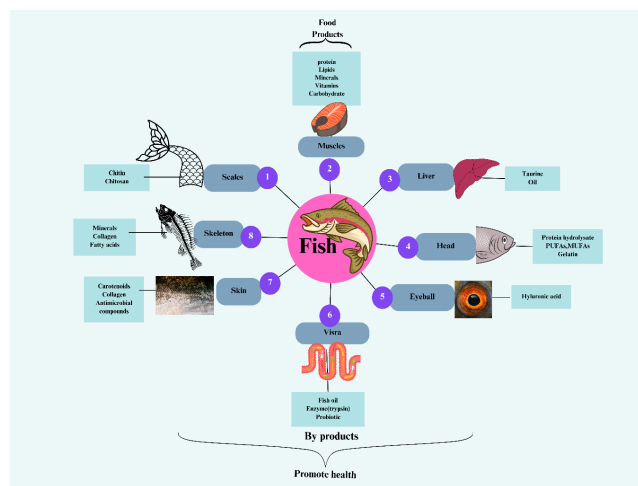 Food
Products
protein
Lipids
Minerals
Vitamins
Carbohydrate
Muscles
2
Scales
1
Chitin
Chitosan
3
Liver
Taurine
Oil
Minerals
Collagen
Fatty acids
Skeleton
8
Fish
4
Head
Protein hydrolysate
PUFAs,MUFAs
Gelatin
Carotenoids
Collagen
Antimicrobial
compounds
Skin
7
5
Eyeball
Hyluronic acid
6
Visra
Fish oil
Enzyme(trypsin)
Probiotic
By products
Promote health